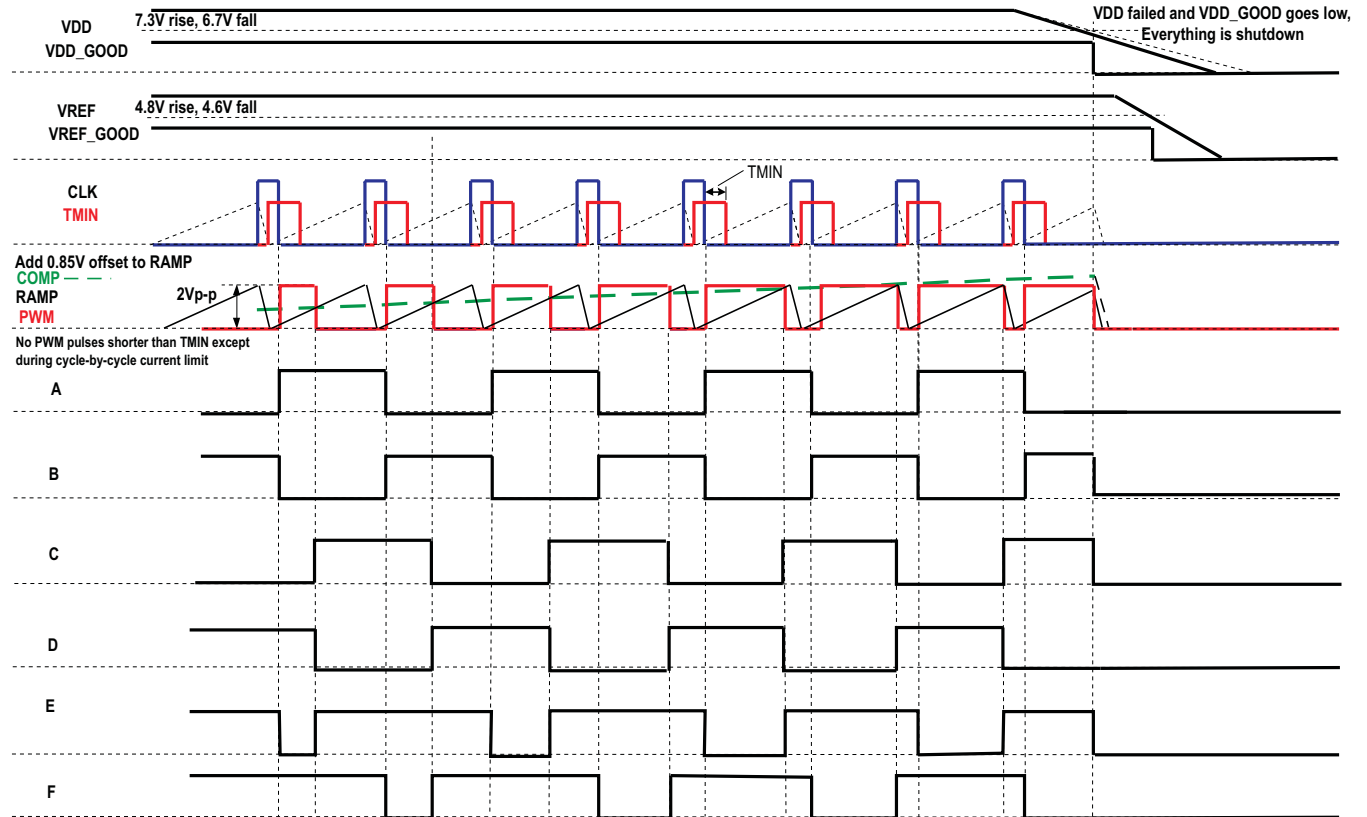 VDD
7.3V rise, 6.7V fall
VDD failed and VDD_GOOD goes low,
Everything is shutdown
VDD_GOOD
VREF
4.8V rise, 4.6V fall
VREF_GOOD
CLK
TMIN
TMIN
Add 0.85V offset to RAMP
COMP
RAMP
2Vp-p
PWM
No PWM pulses shorter than TMIN except
during cycle-by-cycle current limit
A
B
C
D
E
F